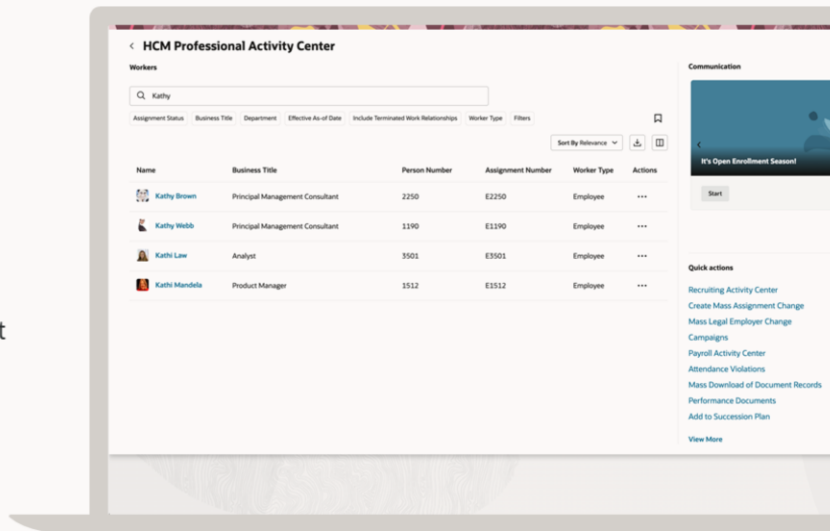 HCM Professional Activity Center
Workers
Kathy
Assignment Status Business Title Department Effective As-of Date Include Terminated Work Relationships Worker Type Filters
Sort By Relevance
Name Business Title Person Number Assignment Number Worker Type Actions
Kathy Brown Principal Management Consultant 2250 E2250 Employee
Kathy Webb Principal Management Consultant 1190 E1190 Employee
Kathi Law Analyst 3501 E3501 Employee
Kathi Mandela Product Manager 1512 E1512 Employee
t
Communication
It's Open Enrollment Season!
Start
Quick actions
Recruiting Activity Center
Create Mass Assignment Change
Mass Legal Employer Change
Campaigns
Payroll Activity Center
Attendance Violations
Mass Download of Document Records
Performance Documents
Add to Succession Plan
View More